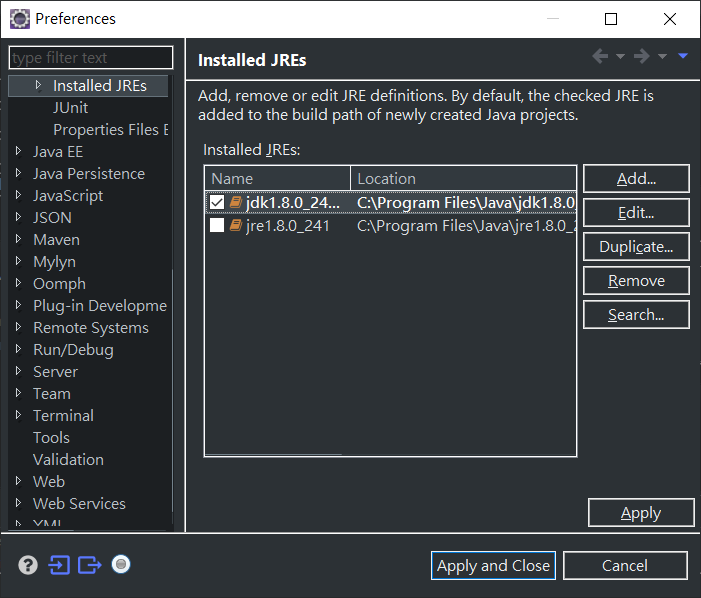 Preferences
type filter text
Installed JREs
JUnit
Properties Files E
Java EE
Java Persistence
JavaScript
JSON
Maven
Mylyn
Oomph
Plug-in Developme
Remote Systems
Run/Debug
Server
Team
Terminal
Tools
Validation
Web
Web Services
XML
Installed JREs
Add, remove or edit JRE definitions. By default, the checked JRE is
added to the build path of newly created Java projects.
Installed JREs:
Name Location
jdk1.8.0_24... C:\Program Files\Java\jdk1.8.0_
jre1.8.0_241 C:\Program Files\Java\jre1.8.0_2
Add...
Edit...
Duplicate...
Remove
Search...
Apply
Apply and Close
Cancel